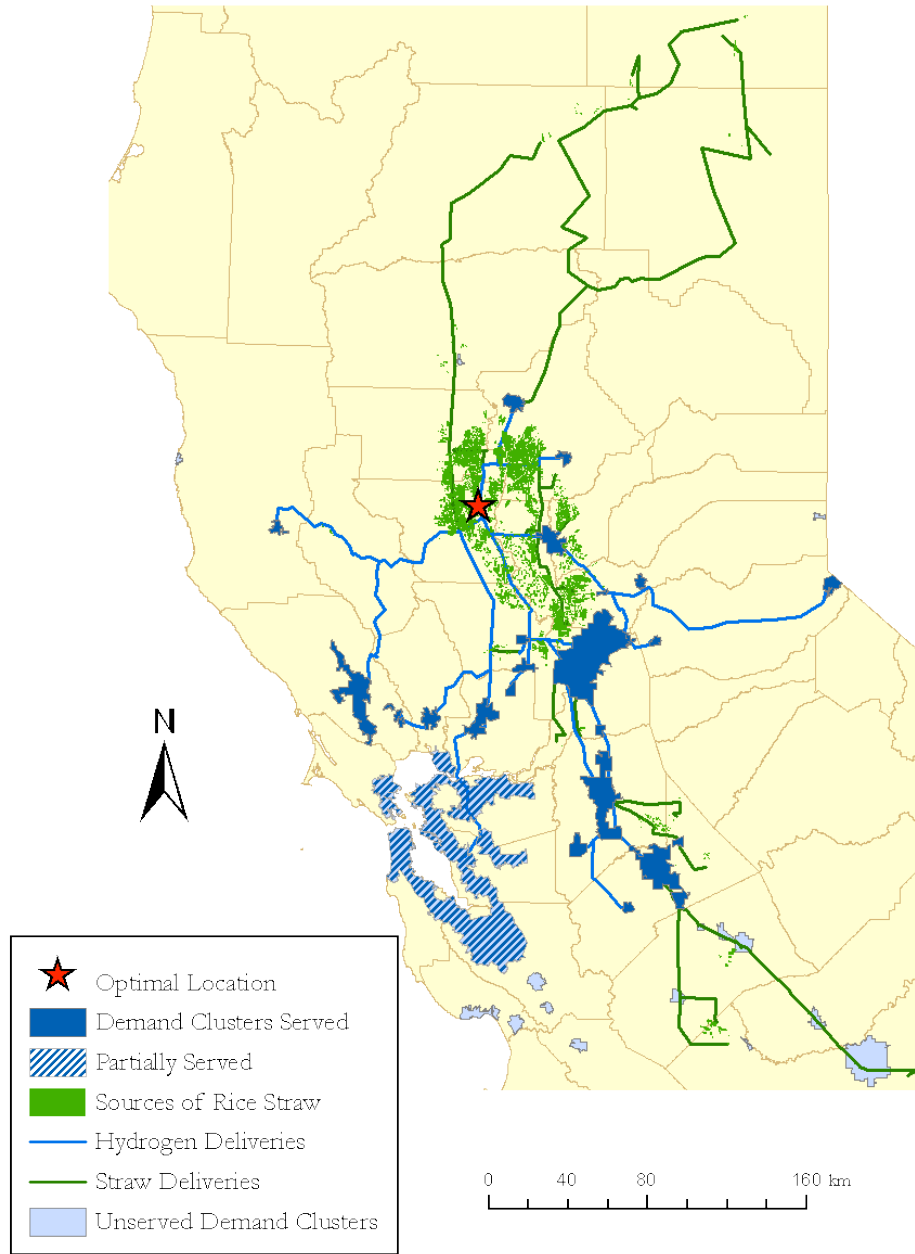 N
Optimal Location
Demand Clusters Served
Partially Served
Sources of Rice Straw
Hydrogen Deliveries
Straw Deliveries
Unserved Demand Clusters
0 40 80 160 km